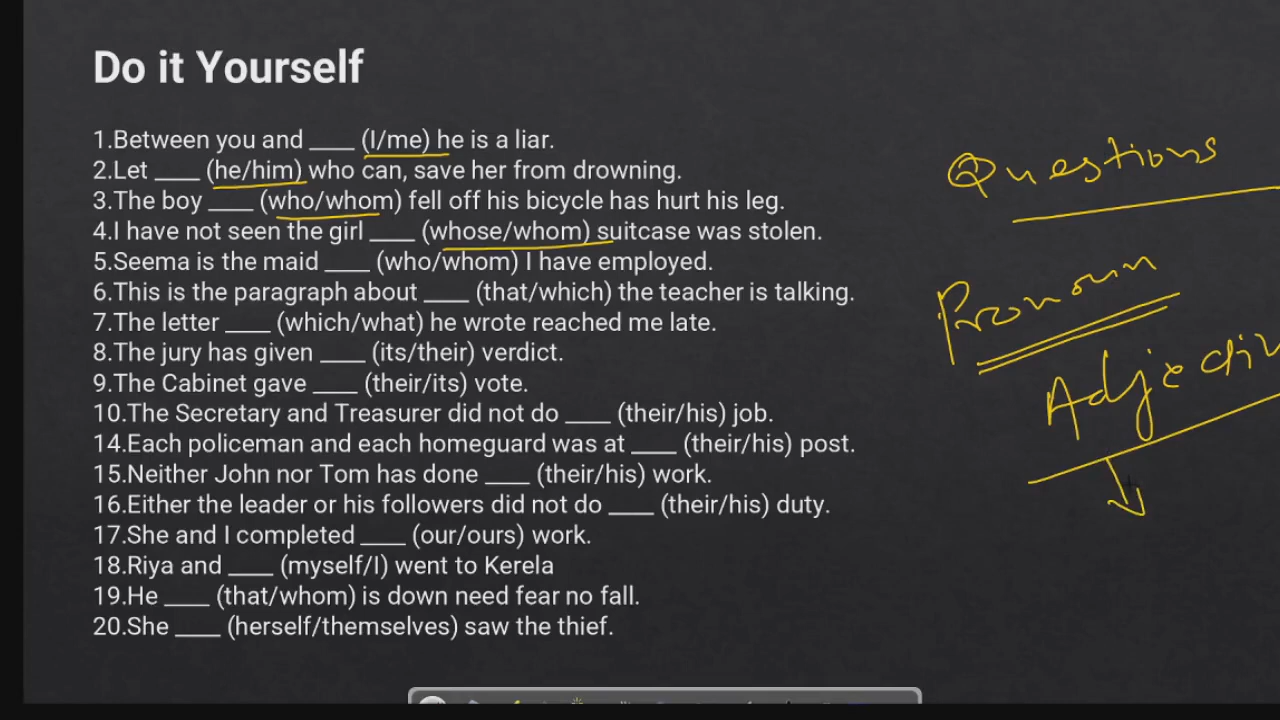 Do it Yourself
1.Between you and ____ (I/me) he is a liar.
2.Let ____ (he/him) who can, save her from drowning.
3.The boy ____ (who/whom) fell off his bicycle has hurt his leg.
4.I have not seen the girl ____ (whose/whom) suitcase was stolen.
5.Seema is the maid ____ (who/whom) I have employed.
6.This is the paragraph about ____ (that/which) the teacher is talking.
7.The letter ____ (which/what) he wrote reached me late.
8.The jury has given ____ (its/their) verdict.
9.The Cabinet gave ____ (their/its) vote.
10.The Secretary and Treasurer did not do ____ (their/his) job.
14.Each policeman and each homeguard was at ____ (their/his) post.
15.Neither John nor Tom has done ____ (their/his) work.
16.Either the leader or his followers did not do ____ (their/his) duty.
17.She and I completed ____ (our/ours) work.
18.Riya and ____ (myself/I) went to Kerela
19.He ____ (that/whom) is down need fear no fall.
20.She ____ (herself/themselves) saw the thief.
Questions
Pronoun